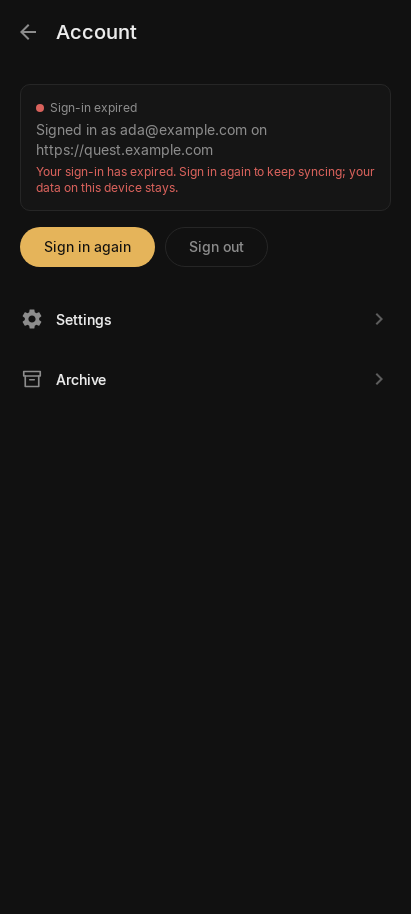 Account
Sign-in expired
Signed in as ada@example.com on
https://quest.example.com
Your sign-in has expired. Sign in again to keep syncing; your
data on this device stays.
Sign in again
Sign out
Settings
Archive